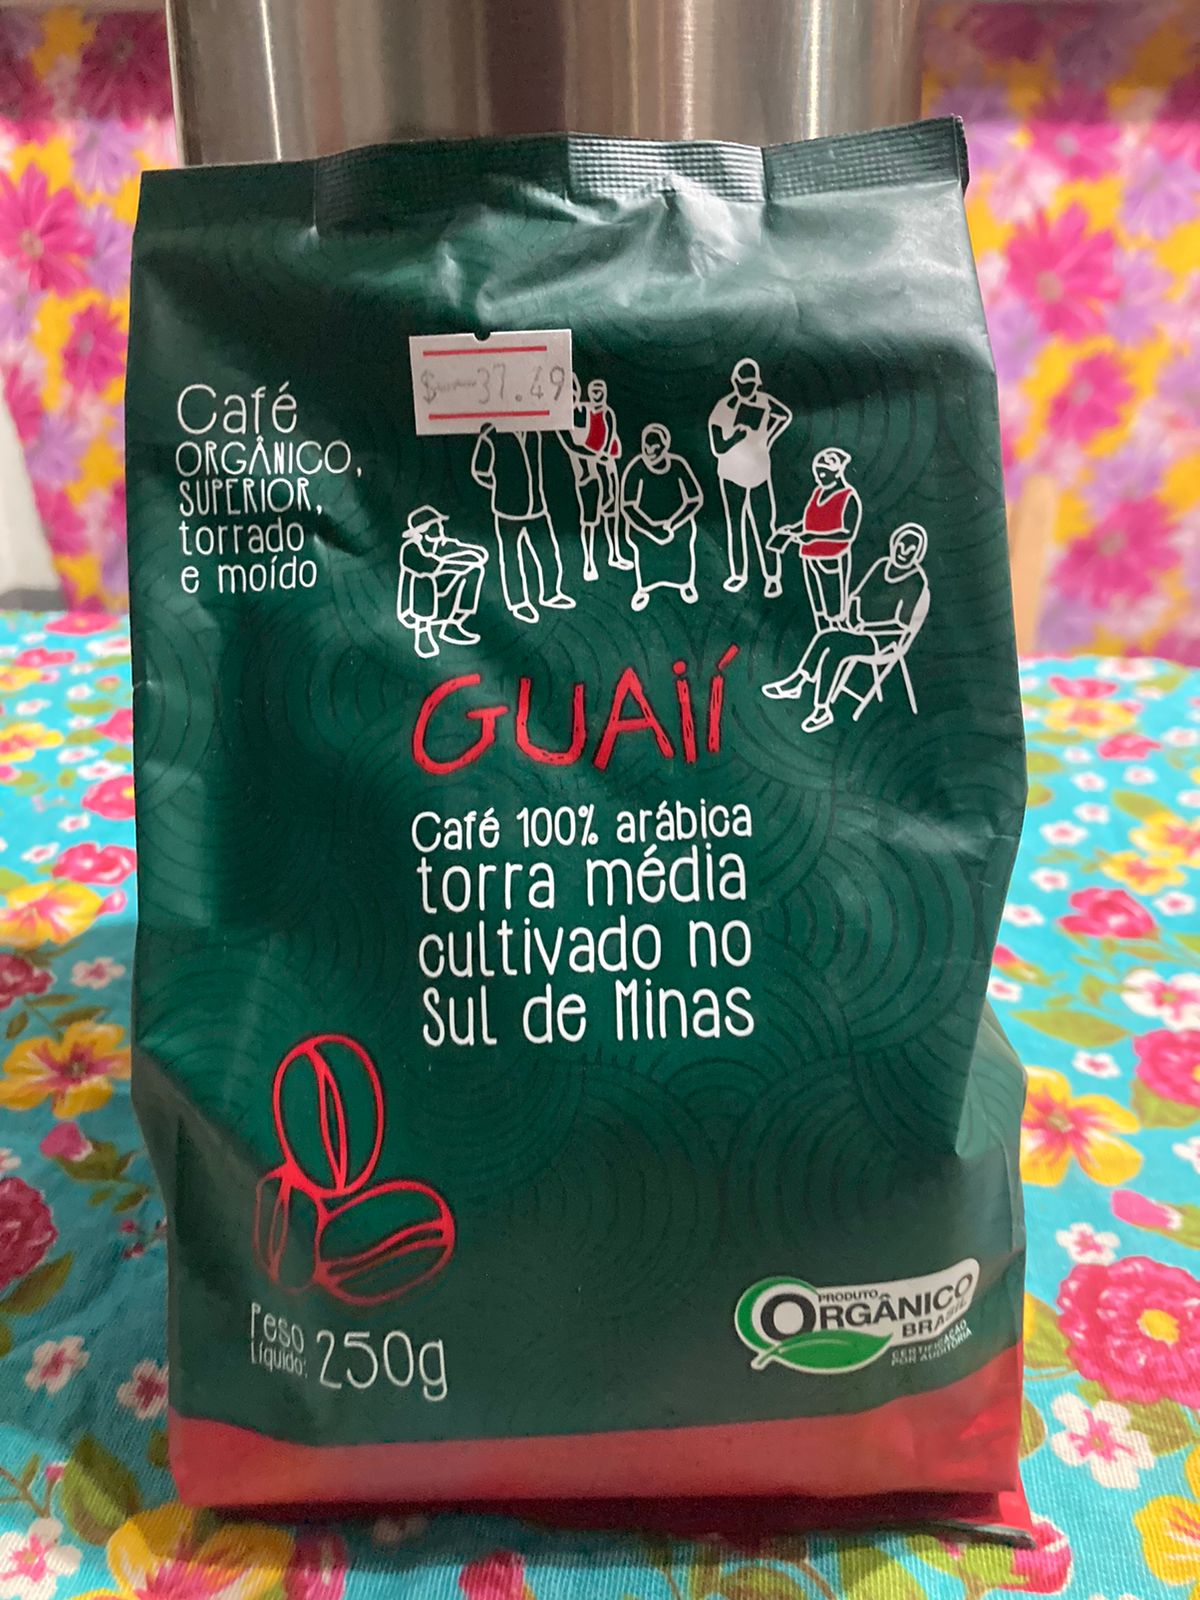 $ 37.49
Café
ORGÂNICO,
SUPERIOR,
torrado
e moído
GUAIÍ
Café 100% arábica
torra média
cultivado no
Sul de Minas
Peso
Líquido: 250g
PRODUTO
ORGÂNICO
BRASIL
CERTIFICAÇÃO
POR AUDITORIA